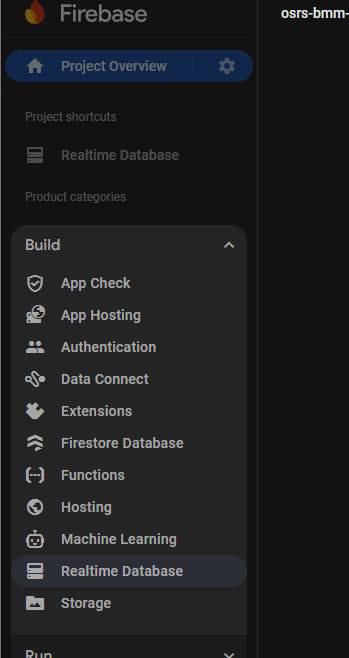 Firebase
osrs-bmm-
Project Overview
Project shortcuts
Realtime Database
Product categories
Build
App Check
App Hosting
Authentication
Data Connect
Extensions
Firestore Database
Functions
Hosting
Machine Learning
Realtime Database
Storage
Run